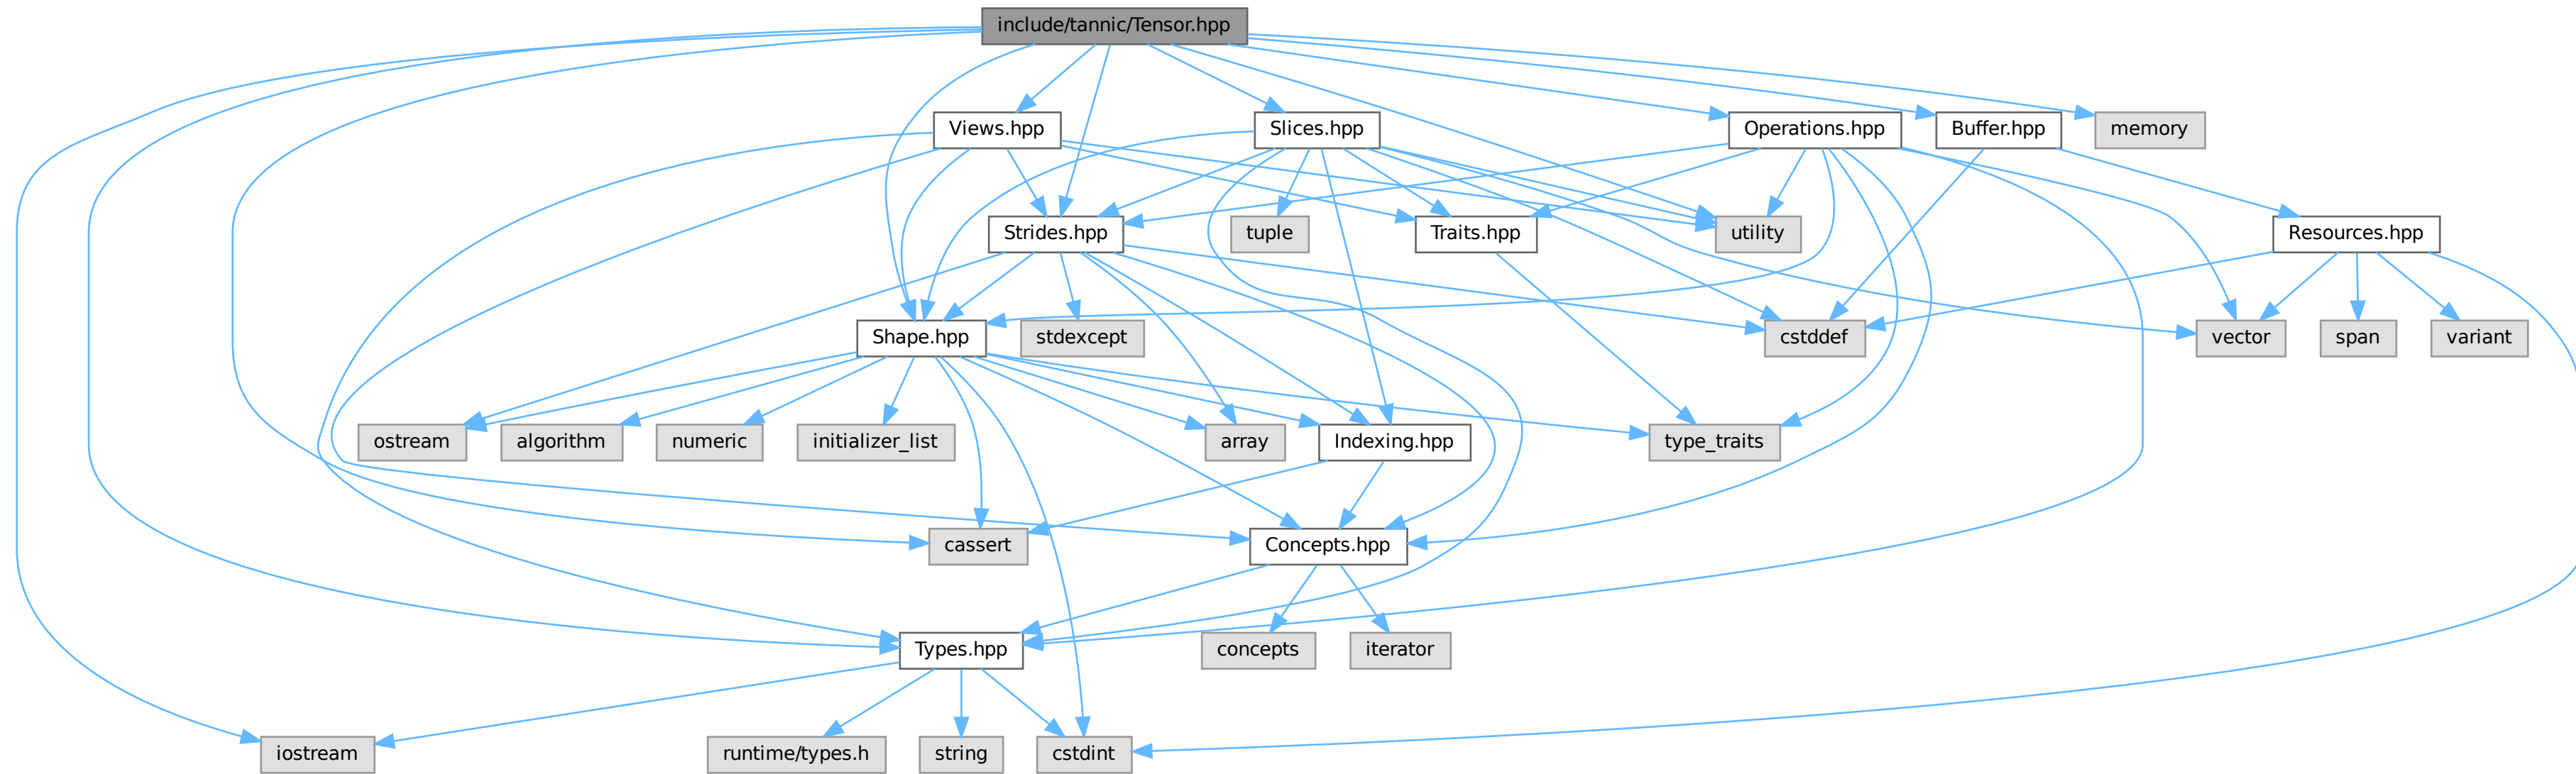 include/tannic/Tensor.hpp
Views.hpp
Slices.hpp
Operations.hpp
Buffer.hpp
memory
Strides.hpp
tuple
Traits.hpp
utility
Resources.hpp
Shape.hpp
stdexcept
cstddef
vector
span
variant
ostream
algorithm
numeric
initializer_list
array
Indexing.hpp
type_traits
cassert
Concepts.hpp
Types.hpp
concepts
iterator
iostream
runtime/types.h
string
cstdint